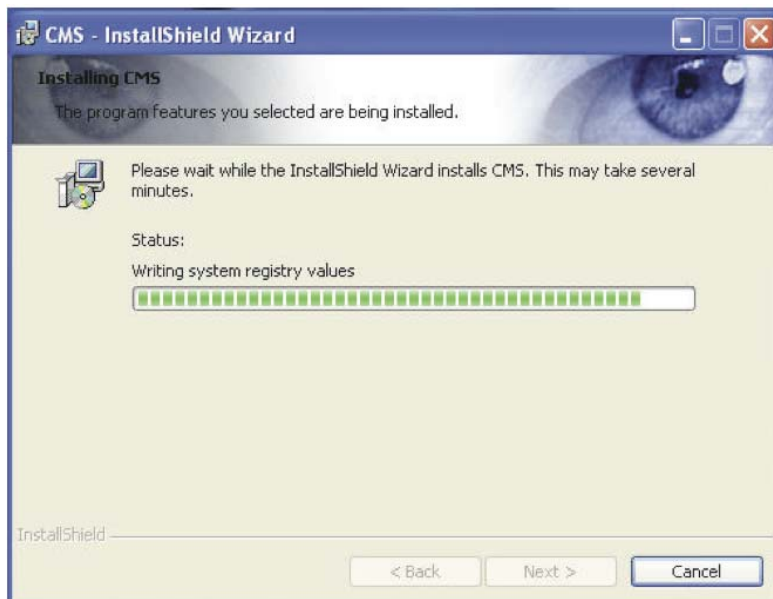 CMS - InstallShield Wizard
Installing CMS
The program features you selected are being installed.
Please wait while the InstallShield Wizard installs CMS. This may take several
minutes.
Status:
Writing system registry values
InstallShield
< Back Next > Cancel